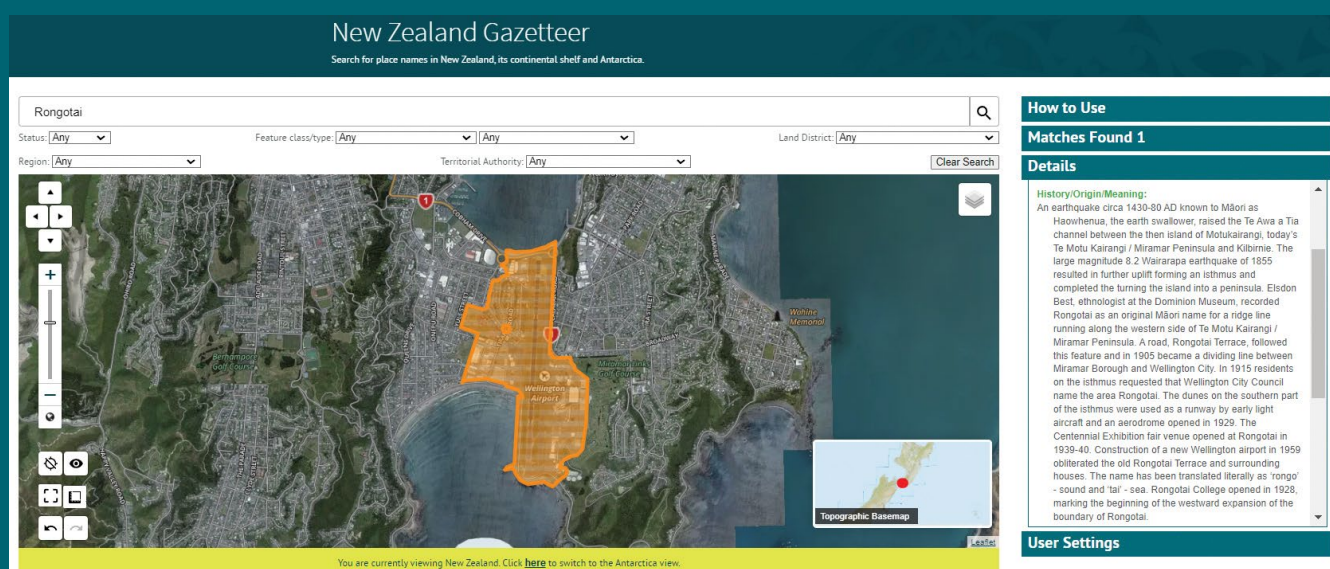 New Zealand Gazetteer
Search for place names in New Zealand, its continental shelf and Antarctica.
Rongotai
Status: Any
Feature class/type: Any
Any
Land District: Any
Region: Any
Territorial Authority: Any
Clear Search
1
COBHAM DRIVE
Berhampore
Golf Course
Wahine
Memorial
BROADWAY
Miramar Links
Golf Course
Wellington
Airport
Topographic Basemap
Leaflet
You are currently viewing New Zealand. Click here to switch to the Antarctica view.
How to Use
Matches Found 1
Details
History/Origin/Meaning:
An earthquake circa 1430-80 AD known to Māori as
Haowhenua, the earth swallower, raised the Te Awa a Tia
channel between the then island of Motukairangi, today's
Te Motu Kairangi / Miramar Peninsula and Kilbirnie. The
large magnitude 8.2 Wairarapa earthquake of 1855
resulted in further uplift forming an isthmus and
completed the turning the island into a peninsula. Elsdon
Best, ethnologist at the Dominion Museum, recorded
Rongotai as an original Māori name for a ridge line
running along the western side of Te Motu Kairangi /
Miramar Peninsula. A road, Rongotai Terrace, followed
this feature and in 1905 became a dividing line between
Miramar Borough and Wellington City. In 1915 residents
on the isthmus requested that Wellington City Council
name the area Rongotai. The dunes on the southern part
of the isthmus were used as a runway by early light
aircraft and an aerodrome opened in 1929. The
Centennial Exhibition fair venue opened at Rongotai in
1939-40. Construction of a new Wellington airport in 1959
obliterated the old Rongotai Terrace and surrounding
houses. The name has been translated literally as 'rongo'
- sound and 'tai' - sea. Rongotai College opened in 1928,
marking the beginning of the westward expansion of the
boundary of Rongotai.
User Settings